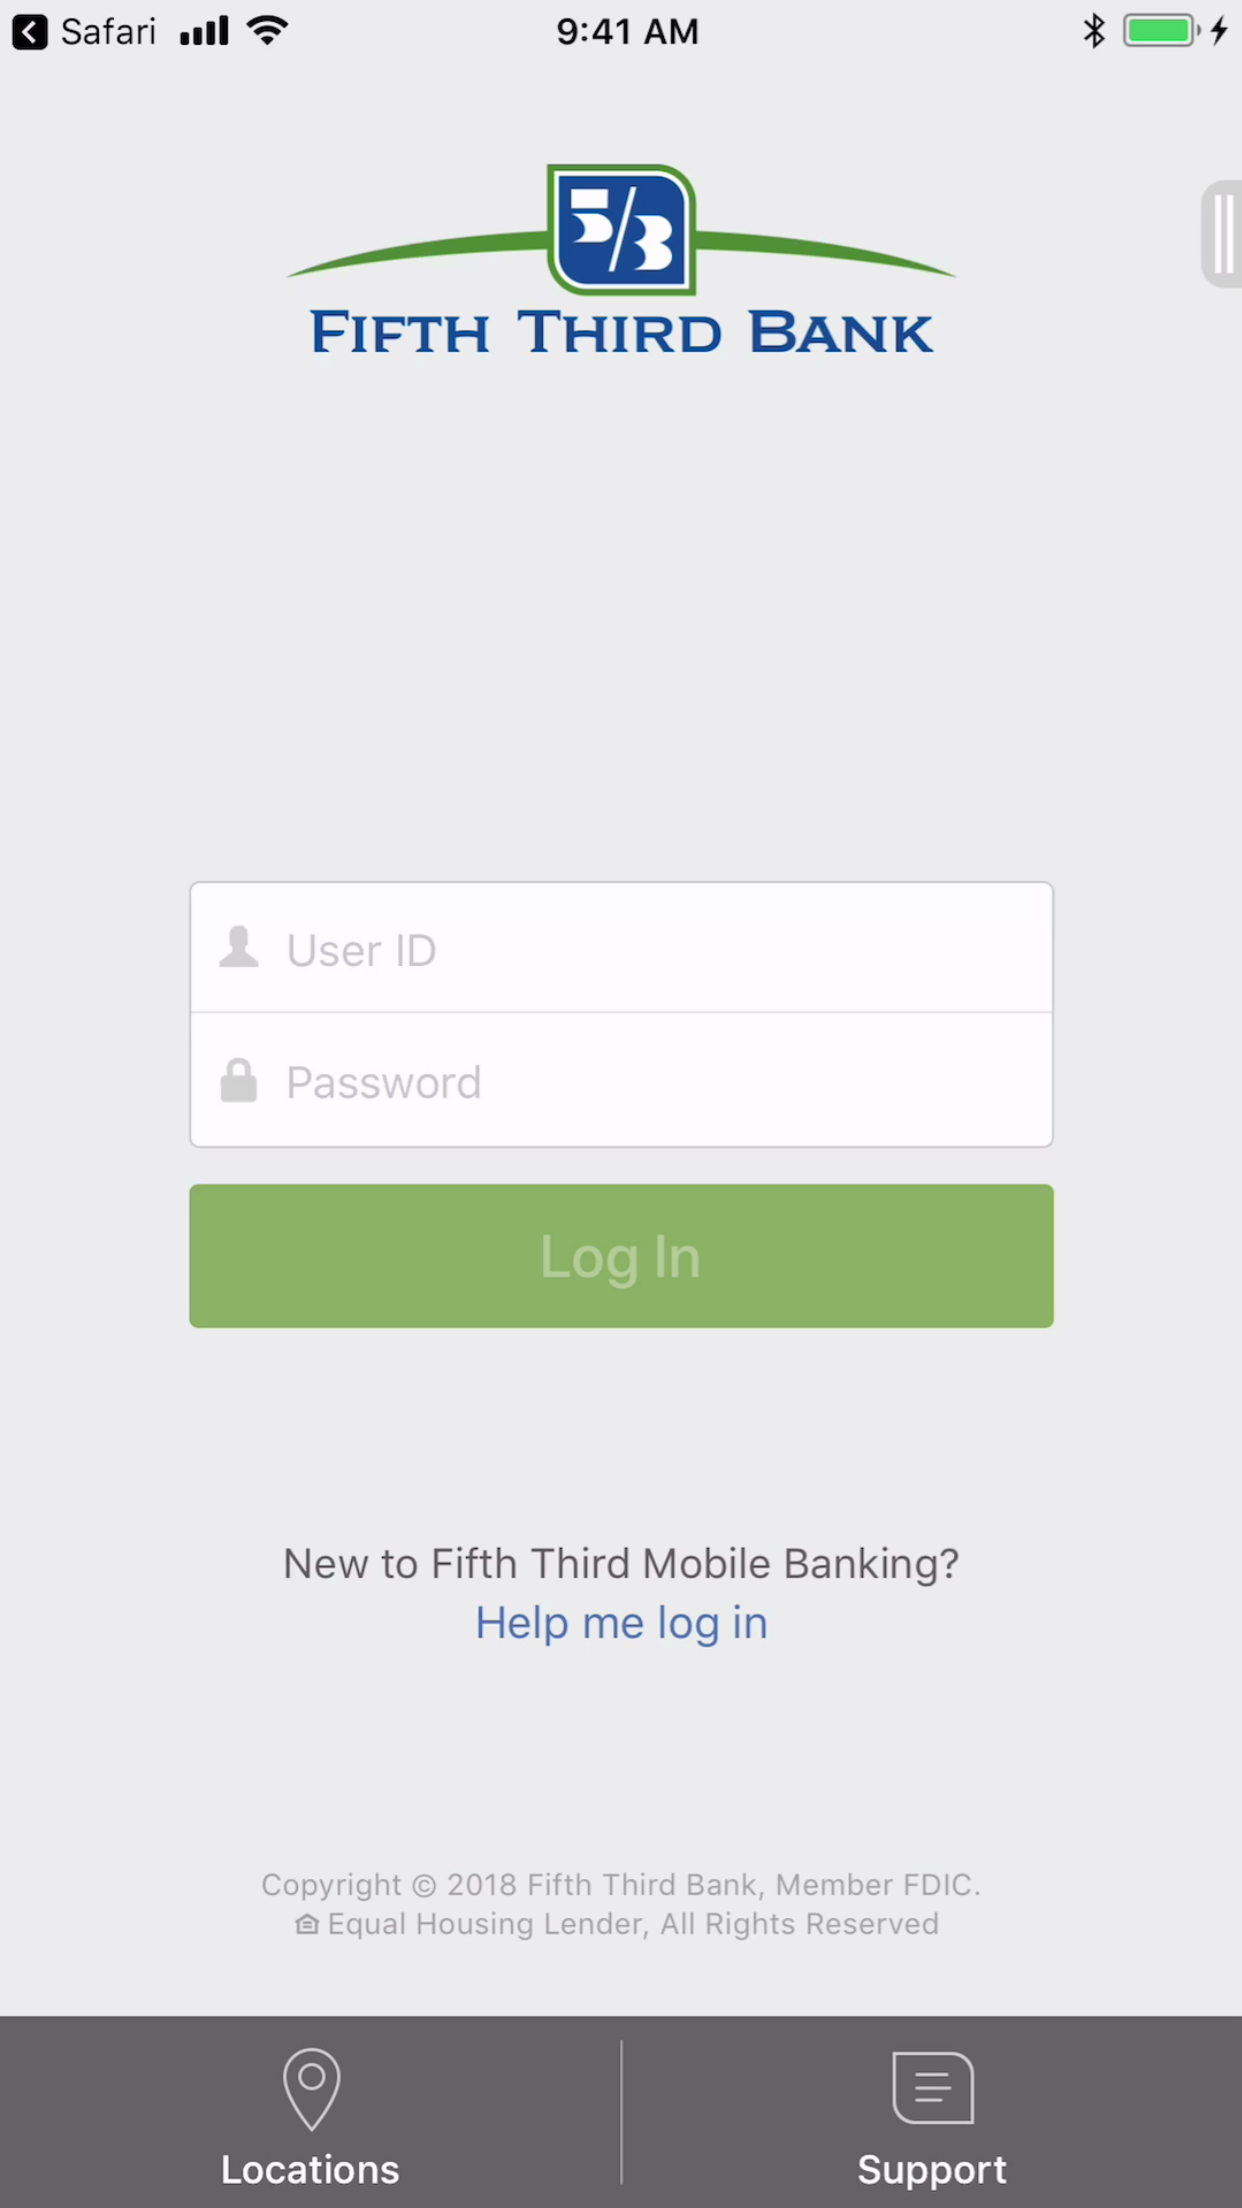 Safari 9:41 AM
5/3
FIFTH THIRD BANK
User ID
Password
Log In
New to Fifth Third Mobile Banking?
Help me log in
Copyright © 2018 Fifth Third Bank, Member FDIC.
Equal Housing Lender, All Rights Reserved
Locations
Support